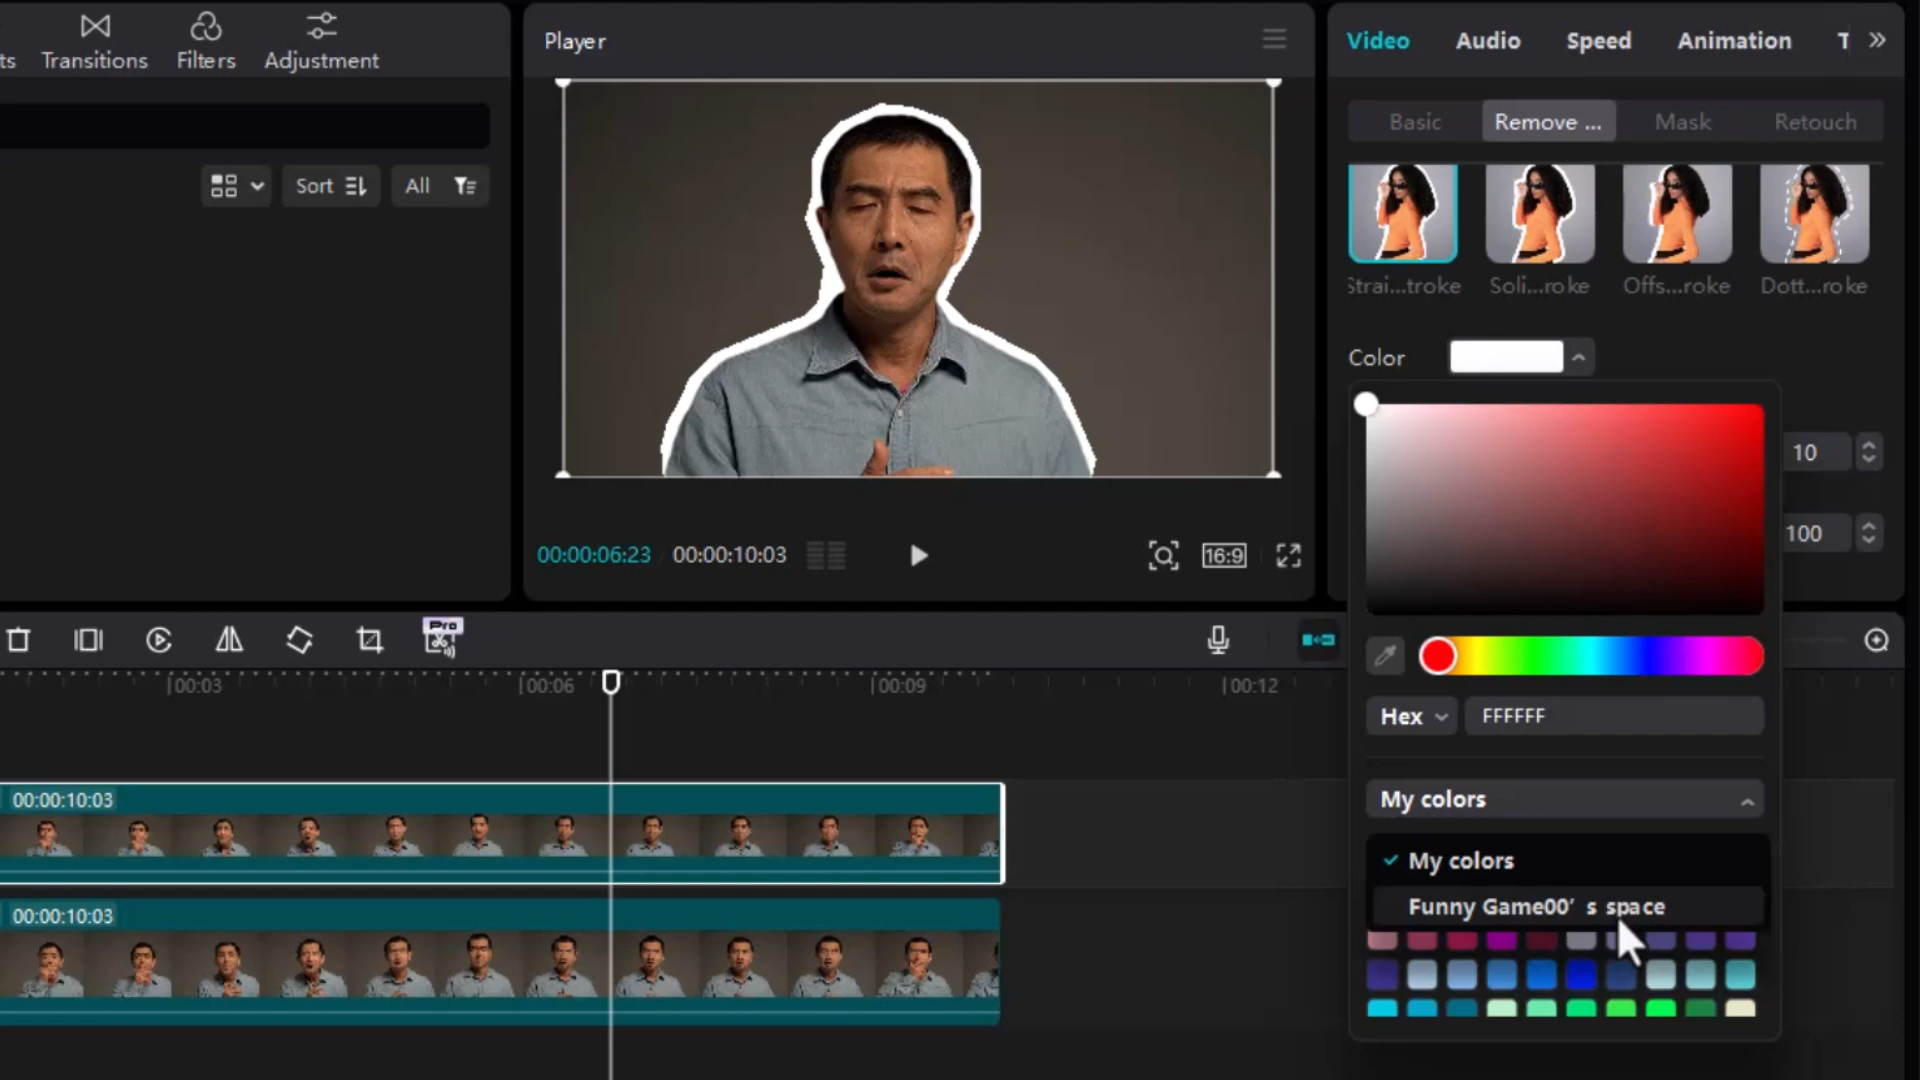 ts
Transitions
Filters
Adjustment
Sort
All
Player
00:00:06:23
00:00:10:03
16:9
Video
Audio
Speed
Animation
T
Basic
Remove ...
Mask
Retouch
Strai...troke
Soli...roke
Offs...roke
Dott...roke
Color
10
100
Hex
FFFFFF
My colors
My colors
Funny Game00' s space
Pro
00:03
00:06
00:09
00:12
00:00:10:03
00:00:10:03